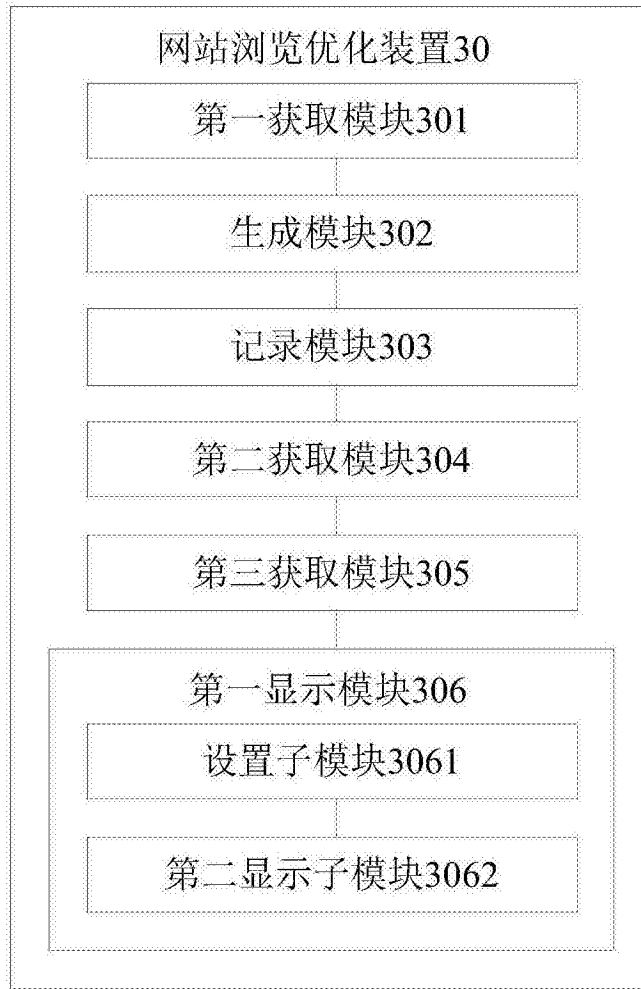 网站浏览优化装置30
第一获取模块301
生成模块302
记录模块303
第二获取模块304
第三获取模块305
第一显示模块306
设置子模块3061
第二显示子模块3062